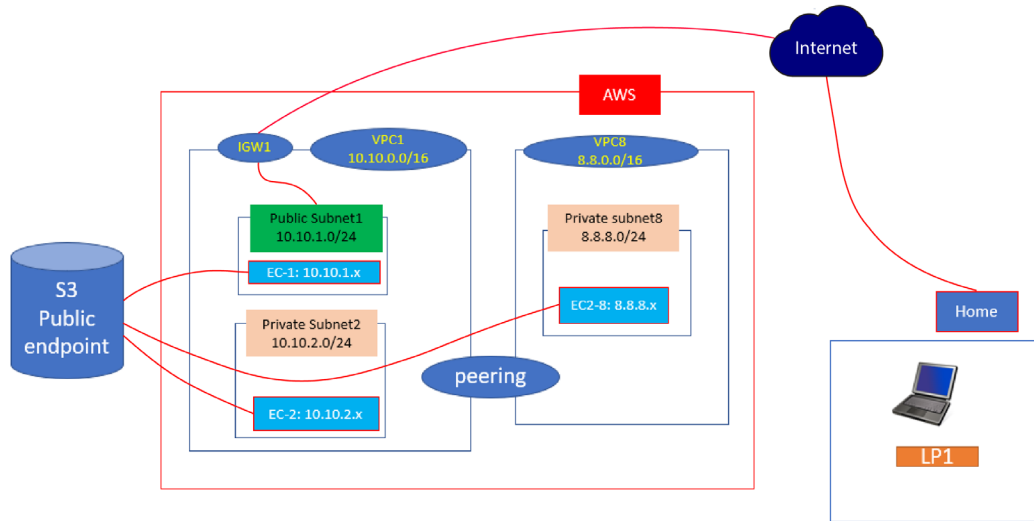 Internet
AWS
IGW1
VPC1
10.10.0.0/16
VPC8
8.8.0.0/16
Public Subnet1
10.10.1.0/24
EC-1: 10.10.1.x
Private subnet8
8.8.8.0/24
EC2-8: 8.8.8.x
S3
Public
endpoint
Private Subnet2
10.10.2.0/24
EC-2: 10.10.2.x
peering
Home
LP1